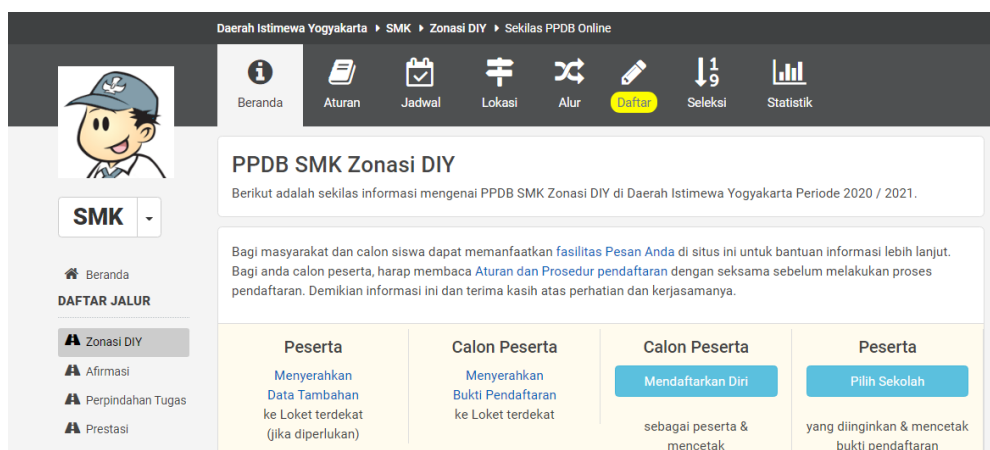 Daerah Istimewa Yogyakarta SMK Zonasi DIY Sekilas PPDB Online
Beranda Aturan Jadwal Lokasi Alur Daftar Seleksi Statistik
1
9
SMK
Beranda
DAFTAR JALUR
Zonasi DIY
Afirmasi
Perpindahan Tugas
Prestasi
PPDB SMK Zonasi DIY
Berikut adalah sekilas informasi mengenai PPDB SMK Zonasi DIY di Daerah Istimewa Yogyakarta Periode 2020 / 2021.
Bagi masyarakat dan calon siswa dapat memanfaatkan fasilitas Pesan Anda di situs ini untuk bantuan informasi lebih lanjut.
Bagi anda calon peserta, harap membaca Aturan dan Prosedur pendaftaran dengan seksama sebelum melakukan proses
pendaftaran. Demikian informasi ini dan terima kasih atas perhatian dan kerjasamanya.
Peserta
Menyerahkan
Data Tambahan
ke Loket terdekat
(jika diperlukan)
Calon Peserta
Menyerahkan
Bukti Pendaftaran
ke Loket terdekat
Calon Peserta
Mendaftarkan Diri
sebagai peserta &
mencetak
Peserta
Pilih Sekolah
yang diinginkan & mencetak
bukti pendaftaran